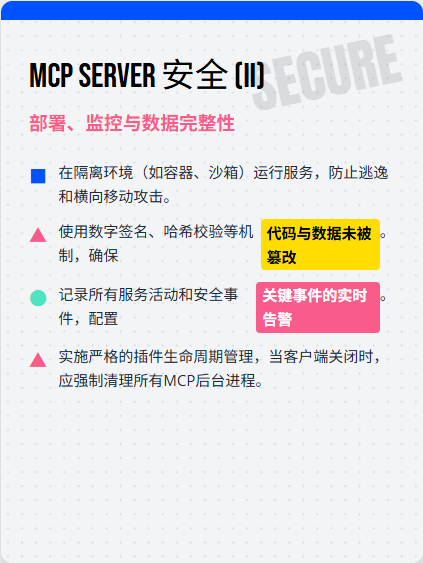 SECURE
MCP SERVER 安全 (II)
部署、监控与数据完整性
在隔离环境（如容器、沙箱）运行服务，防止逃逸
和横向移动攻击。
使用数字签名、哈希校验等机
制，确保
代码与数据未被
篡改
。
记录所有服务活动和安全事
件，配置
关键事件的实时
告警
。
实施严格的插件生命周期管理，当客户端关闭时，
应强制清理所有MCP后台进程。